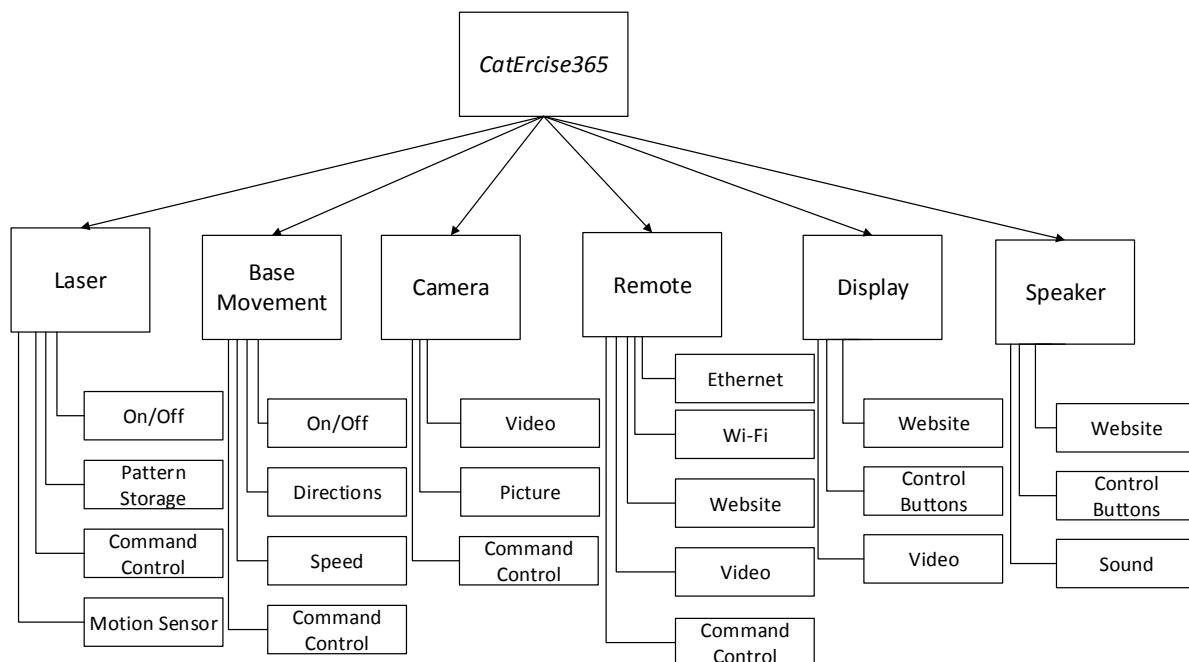 CatErcise365
Laser
Base
Movement
Camera
Remote
Display
Speaker
On/Off
Pattern
Storage
Command
Control
Motion Sensor
On/Off
Directions
Speed
Command
Control
Video
Picture
Command
Control
Ethernet
Wi-Fi
Website
Video
Command
Control
Website
Control
Buttons
Video
Website
Control
Buttons
Sound